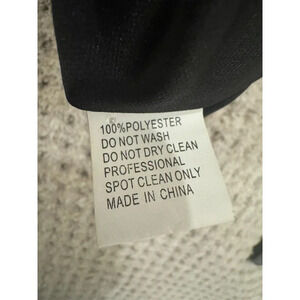 100%POLYESTER
DO NOT WASH
DO NOT DRY CLEAN
PROFESSIONAL
SPOT CLEAN ONLY
MADE IN CHINA